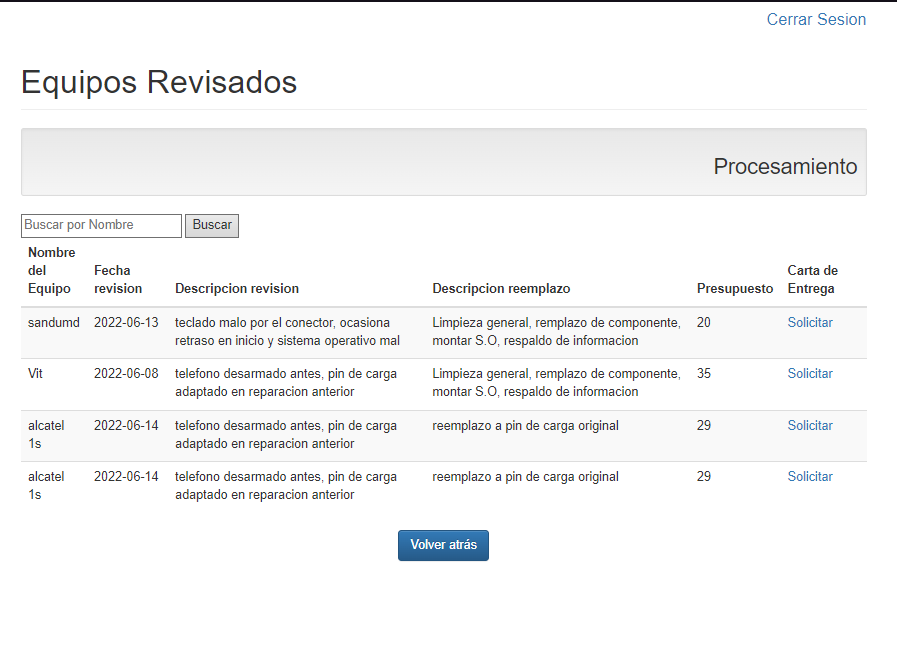 Cerrar Sesion
Equipos Revisados
Procesamiento
Buscar por Nombre Buscar
Nombre del Equipo Fecha revision Descripcion revision Descripcion reemplazo Presupuesto Carta de Entrega
sandumd 2022-06-13 teclado malo por el conector, ocasiona Limpieza general, remplazo de componente, 20 Solicitar
retraso en inicio y sistema operativo mal montar S.O, respaldo de informacion
Vit 2022-06-08 telefono desarmado antes, pin de carga Limpieza general, remplazo de componente, 35 Solicitar
adaptado en reparacion anterior montar S.O, respaldo de informacion
alcatel 2022-06-14 telefono desarmado antes, pin de carga reemplazo a pin de carga original 29 Solicitar
1s adaptado en reparacion anterior
alcatel 2022-06-14 telefono desarmado antes, pin de carga reemplazo a pin de carga original 29 Solicitar
1s adaptado en reparacion anterior
Volver atrás